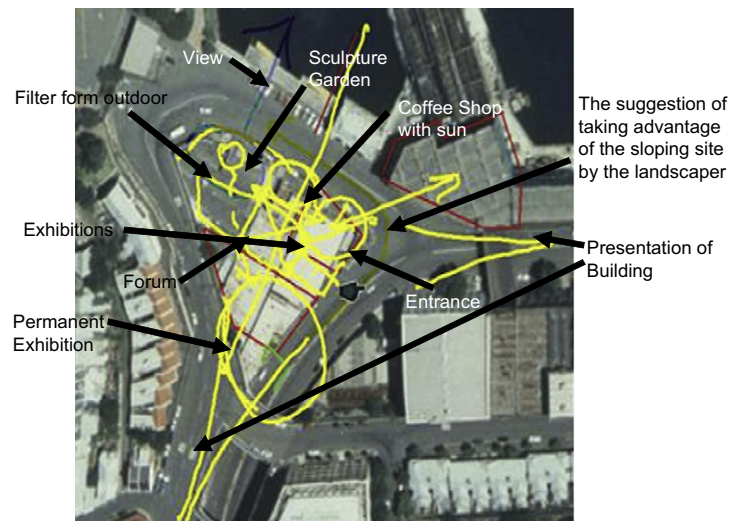 View
Sculpture
Garden
Filter form outdoor
Coffee Shop
with sun
The suggestion of
taking advantage
of the sloping site
by the landscaper
Exhibitions
Presentation of
Building
Forum
Entrance
Permanent
Exhibition